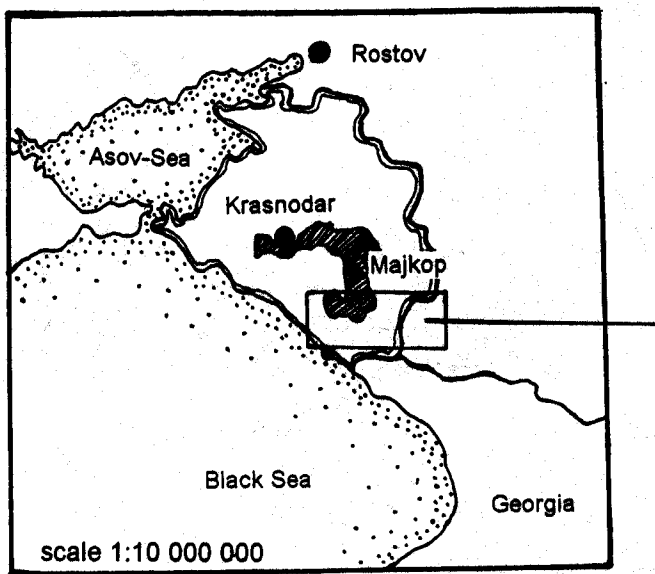 Rostov
Asov-Sea
Krasnodar
Majkop
Black Sea
Georgia
scale 1:10 000 000